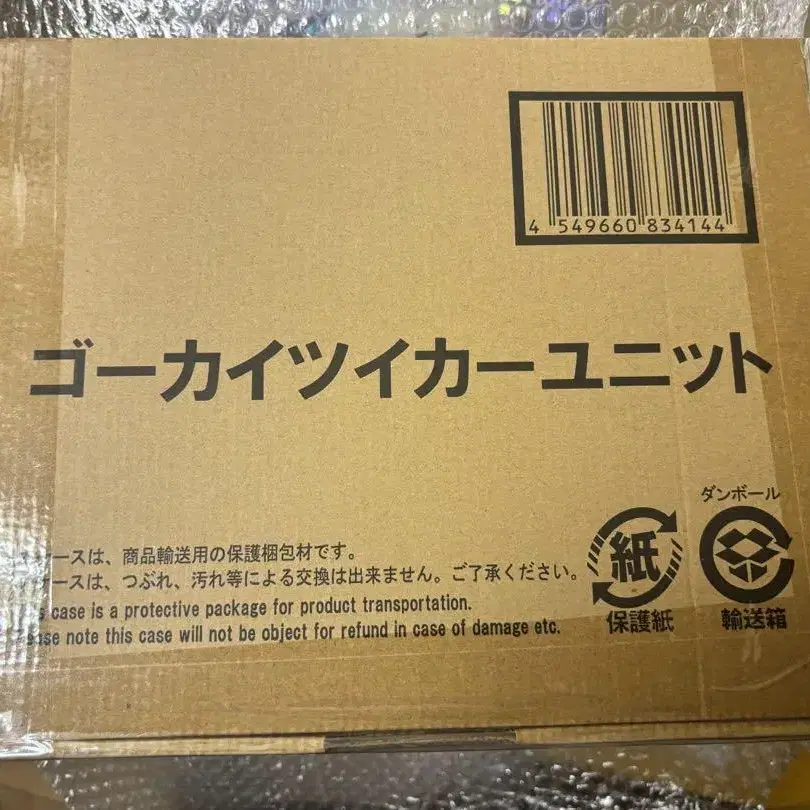 4 549660 834144
ゴーカイツイカーユニット
ダンボール
紙
保護紙
輸送箱
ケースは、商品輸送用の保護梱包材です。
ケースは、つぶれ、汚れ等による交換は出来ません。ご了承ください。
case is a protective package for product transportation.
note this case will not be object for refund in case of damage etc.